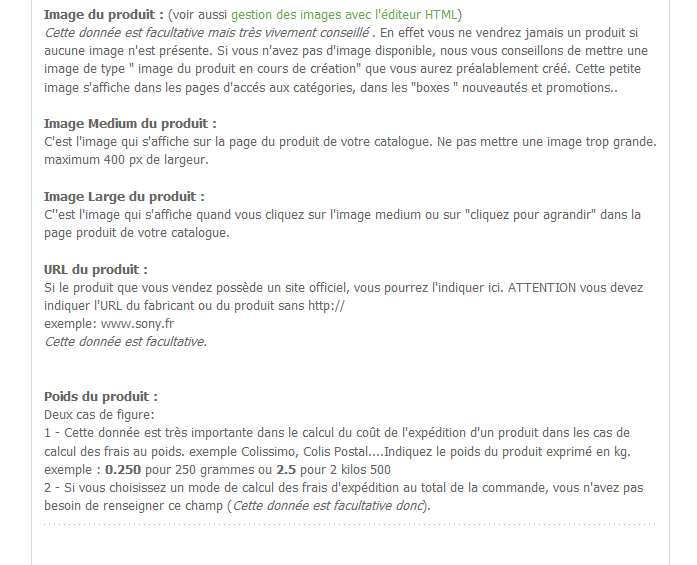 Image du produit : (voir aussi gestion des images avec l'éditeur HTML)
Cette donnée est facultative mais très vivement conseillé . En effet vous ne vendrez jamais un produit si
aucune image n'est présente. Si vous n'avez pas d'image disponible, nous vous conseillons de mettre une
image de type " image du produit en cours de création" que vous aurez préalablement créé. Cette petite
image s'affiche dans les pages d'accés aux catégories, dans les "boxes " nouveautés et promotions..
Image Medium du produit :
C'est l'image qui s'affiche sur la page du produit de votre catalogue. Ne pas mettre une image trop grande.
maximum 400 px de largeur.
Image Large du produit :
C''est l'image qui s'affiche quand vous cliquez sur l'image medium ou sur "cliquez pour agrandir" dans la
page produit de votre catalogue.
URL du produit :
Si le produit que vous vendez possède un site officiel, vous pourrez l'indiquer ici. ATTENTION vous devez
indiquer l'URL du fabricant ou du produit sans http://
exemple: www.sony.fr
Cette donnée est facultative.
Poids du produit :
Deux cas de figure:
1 - Cette donnée est très importante dans le calcul du coût de l'expédition d'un produit dans les cas de
calcul des frais au poids. exemple Colissimo, Colis Postal....Indiquez le poids du produit exprimé en kg.
exemple : 0.250 pour 250 grammes ou 2.5 pour 2 kilos 500
2 - Si vous choisissez un mode de calcul des frais d'expédition au total de la commande, vous n'avez pas
besoin de renseigner ce champ (Cette donnée est facultative donc).